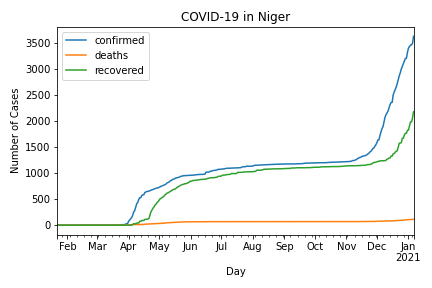 COVID-19 in Niger
confirmed
deaths
recovered
Number of Cases
3500
3000
2500
2000
1500
1000
500
0
Feb Mar Apr May Jun Jul Aug Sep Oct Nov Dec Jan
2021
Day